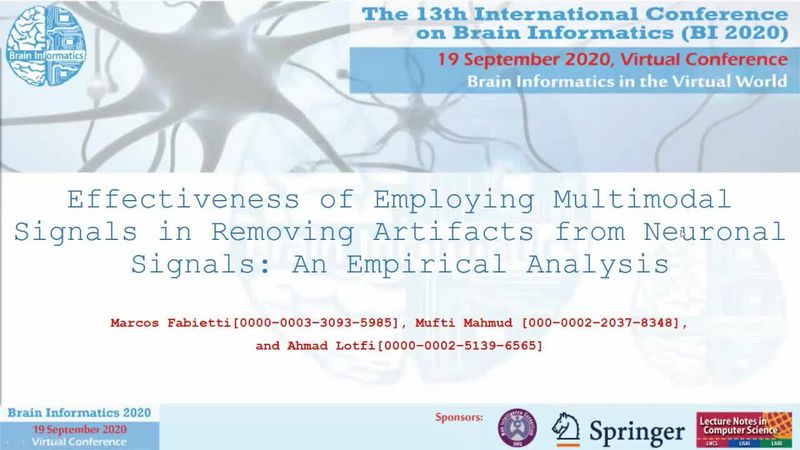 Brain Informatics
The 13th International Conference
on Brain Informatics (BI 2020)
19 September 2020, Virtual Conference
Brain Informatics in the Virtual World
Effectiveness of Employing Multimodal
Signals in Removing Artifacts from Neuronal
Signals: An Empirical Analysis
Marcos Fabietti[0000-0003-3093-5985], Mufti Mahmud [000-0002-2037-8348],
and Ahmad Lotfi[0000-0002-5139-6565]
Brain Informatics 2020
19 September 2020
Virtual Conference
Sponsors:
Springer
Lecture Notes in
Computer Science
LNCS LNAI LNBI